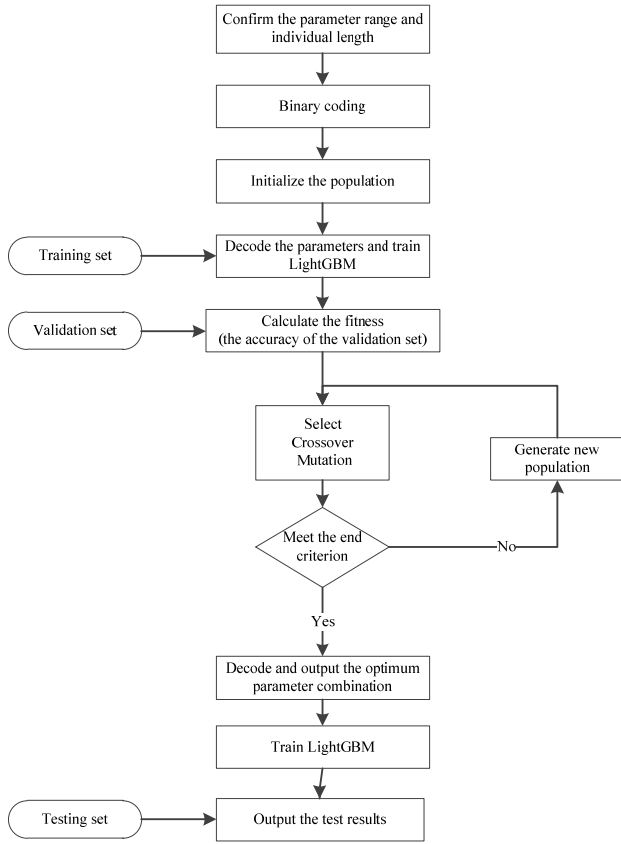 Confirm the parameter range and
individual length
Binary coding
Initialize the population
Training set
Decode the parameters and train
LightGBM
Validation set
Calculate the fitness
(the accuracy of the validation set)
Select
Crossover
Mutation
Generate new
population
Meet the end
criterion
No
Yes
Decode and output the optimum
parameter combination
Train LightGBM
Testing set
Output the test results